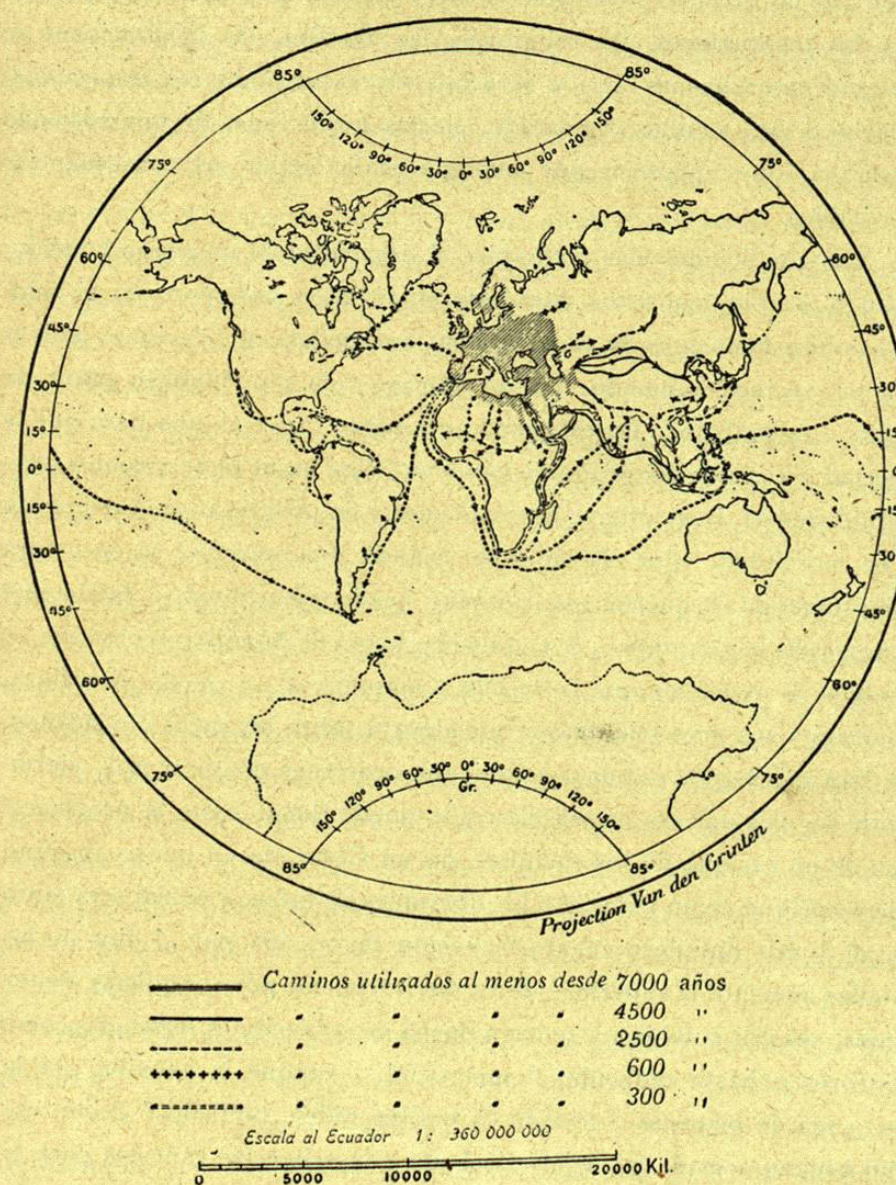 85° 85°
150° 120° 90° 60° 30° 0° 30° 60° 90° 120° 150°
75° 75°
60° 60°
45° 45°
30° 30°
15° 15
0° 0
15° 15
30° 30°
45° 45°
60° 60°
75° 75°
150° 120° 90° 60° 30° 0° 30° 60° 90° 120° 150°
Gr.
85° 85°
Projection Van den Grinten
Caminos utilizados al menos desde 7000 años
" " " " 4500 "
" " " " 2500 "
" " " " 600 "
" " " " 300 "
Escala al Ecuador 1: 360 000 000
0 5000 10000 20000 Kil.